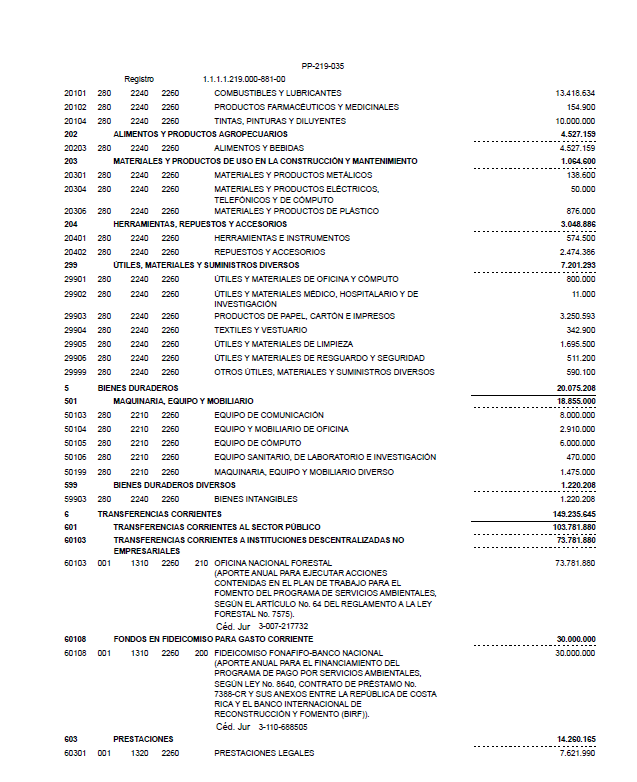 PP-219-035
Registro 1.1.1.1.219.000-881-00
20101 280 2240 2260 COMBUSTIBLES Y LUBRICANTES 13.418.634
20102 280 2240 2260 PRODUCTOS FARMACÉUTICOS Y MEDICINALES 154.900
20104 280 2240 2260 TINTAS, PINTURAS Y DILUYENTES 10.000.000
202 ALIMENTOS Y PRODUCTOS AGROPECUARIOS 4.527.159
20203 280 2240 2260 ALIMENTOS Y BEBIDAS 4.527.159
203 MATERIALES Y PRODUCTOS DE USO EN LA CONSTRUCCIÓN Y MANTENIMIENTO 1.064.600
20301 280 2240 2260 MATERIALES Y PRODUCTOS METÁLICOS 138.600
20304 280 2240 2260 MATERIALES Y PRODUCTOS ELÉCTRICOS, 50.000
TELEFÓNICOS Y DE CÓMPUTO
20306 280 2240 2260 MATERIALES Y PRODUCTOS DE PLÁSTICO 876.000
204 HERRAMIENTAS, REPUESTOS Y ACCESORIOS 3.048.886
20401 280 2240 2260 HERRAMIENTAS E INSTRUMENTOS 574.500
20402 280 2240 2260 REPUESTOS Y ACCESORIOS 2.474.386
299 ÚTILES, MATERIALES Y SUMINISTROS DIVERSOS 7.201.293
29901 280 2240 2260 ÚTILES Y MATERIALES DE OFICINA Y CÓMPUTO 800.000
29902 280 2240 2260 ÚTILES Y MATERIALES MÉDICO, HOSPITALARIO Y DE 11.000
INVESTIGACIÓN
29903 280 2240 2260 PRODUCTOS DE PAPEL, CARTÓN E IMPRESOS 3.250.593
29904 280 2240 2260 TEXTILES Y VESTUARIO 342.900
29905 280 2240 2260 ÚTILES Y MATERIALES DE LIMPIEZA 1.695.500
29906 280 2240 2260 ÚTILES Y MATERIALES DE RESGUARDO Y SEGURIDAD 511.200
29999 280 2240 2260 OTROS ÚTILES, MATERIALES Y SUMINISTROS DIVERSOS 590.100
5 BIENES DURADEROS 20.075.208
501 MAQUINARIA, EQUIPO Y MOBILIARIO 18.855.000
50103 280 2210 2260 EQUIPO DE COMUNICACIÓN 8.000.000
50104 280 2210 2260 EQUIPO Y MOBILIARIO DE OFICINA 2.910.000
50105 280 2210 2260 EQUIPO DE CÓMPUTO 6.000.000
50106 280 2210 2260 EQUIPO SANITARIO, DE LABORATORIO E INVESTIGACIÓN 470.000
50199 280 2210 2260 MAQUINARIA, EQUIPO Y MOBILIARIO DIVERSO 1.475.000
599 BIENES DURADEROS DIVERSOS 1.220.208
59903 280 2240 2260 BIENES INTANGIBLES 1.220.208
6 TRANSFERENCIAS CORRIENTES 149.235.645
601 TRANSFERENCIAS CORRIENTES AL SECTOR PÚBLICO 103.781.880
60103 TRANSFERENCIAS CORRIENTES A INSTITUCIONES DESCENTRALIZADAS NO 73.781.880
EMPRESARIALES
60103 001 1310 2260 210 OFICINA NACIONAL FORESTAL 73.781.880
(APORTE ANUAL PARA EJECUTAR ACCIONES
CONTENIDAS EN EL PLAN DE TRABAJO PARA EL
FOMENTO DEL PROGRAMA DE SERVICIOS AMBIENTALES,
SEGÚN EL ARTÍCULO No. 64 DEL REGLAMENTO A LA LEY
FORESTAL No. 7575).
Céd. Jur 3-007-217732
60108 FONDOS EN FIDEICOMISO PARA GASTO CORRIENTE 30.000.000
60108 001 1310 2260 200 FIDEICOMISO FONAFIFO-BANCO NACIONAL 30.000.000
(APORTE ANUAL PARA EL FINANCIAMIENTO DEL
PROGRAMA DE PAGO POR SERVICIOS AMBIENTALES,
SEGÚN LEY No. 8640, CONTRATO DE PRÉSTAMO No.
7388-CR Y SUS ANEXOS ENTRE LA REPÚBLICA DE COSTA
RICA Y EL BANCO INTERNACIONAL DE
RECONSTRUCCIÓN Y FOMENTO (BIRF)).
Céd. Jur 3-110-688505
603 PRESTACIONES 14.260.165
60301 001 1320 2260 PRESTACIONES LEGALES 7.621.990